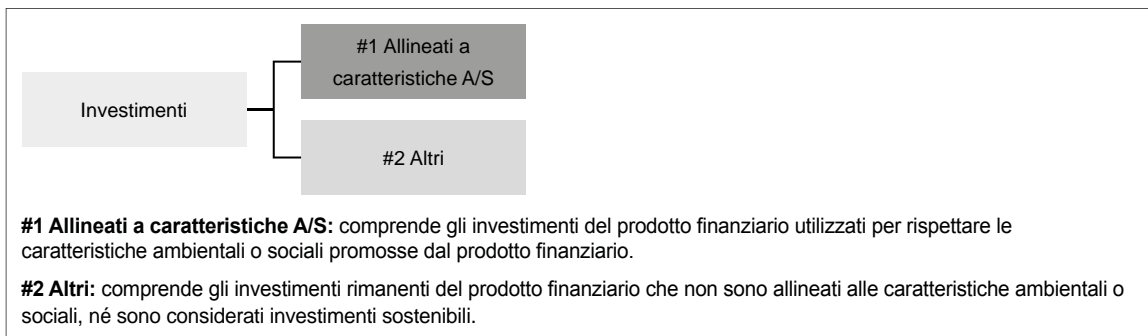 #1 Allineati a
caratteristiche A/S
Investimenti
#2 Altri
#1 Allineati a caratteristiche A/S: comprende gli investimenti del prodotto finanziario utilizzati per rispettare le
caratteristiche ambientali o sociali promosse dal prodotto finanziario.
#2 Altri: comprende gli investimenti rimanenti del prodotto finanziario che non sono allineati alle caratteristiche ambientali o
sociali, né sono considerati investimenti sostenibili.